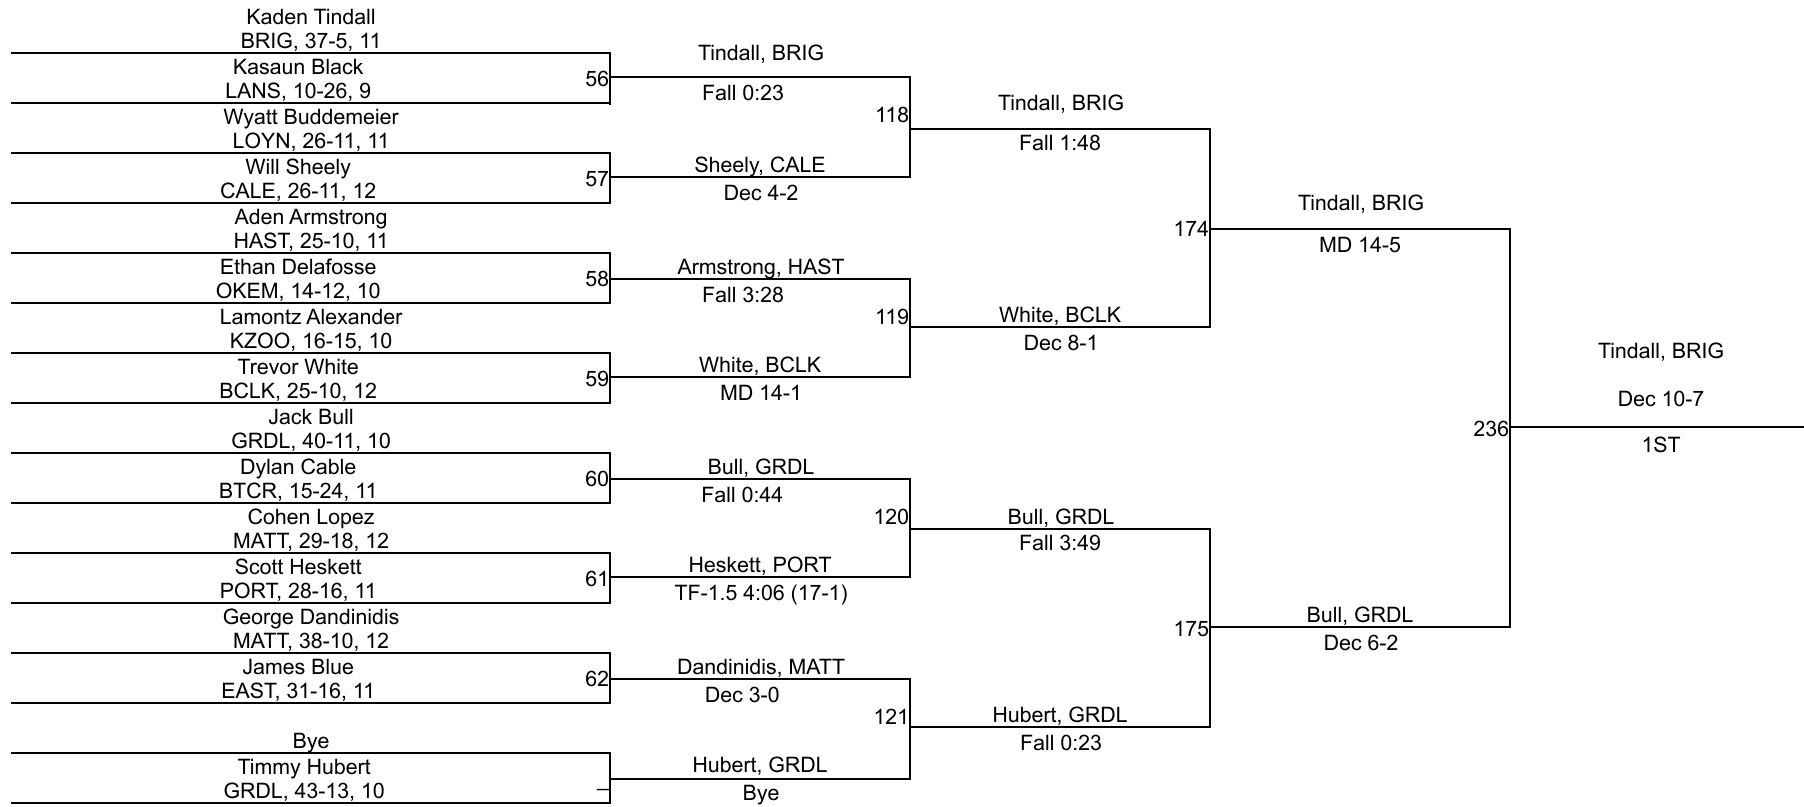 Kaden Tindall
BRIG, 37-5, 11
Kasaun Black
LANS, 10-26, 9
Wyatt Buddemeier
LOYN, 26-11, 11
Will Sheely
CALE, 26-11, 12
Aden Armstrong
HAST, 25-10, 11
Ethan Delafosse
OKEM, 14-12, 10
Lamontz Alexander
KZOO, 16-15, 10
Trevor White
BCLK, 25-10, 12
Jack Bull
GRDL, 40-11, 10
Dylan Cable
BTCR, 15-24, 11
Cohen Lopez
MATT, 29-18, 12
Scott Heskett
PORT, 28-16, 11
George Dandinidis
MATT, 38-10, 12
James Blue
EAST, 31-16, 11
Bye
Timmy Hubert
GRDL, 43-13, 10
56
57
58
59
60
61
62
Tindall, BRIG
Fall 0:23
Sheely, CALE
Dec 4-2
Armstrong, HAST
Fall 3:28
White, BCLK
MD 14-1
Bull, GRDL
Fall 0:44
Heskett, PORT
TF-1.5 4:06 (17-1)
Dandinidis, MATT
Dec 3-0
Hubert, GRDL
Bye
118
119
120
121
Tindall, BRIG
Fall 1:48
White, BCLK
Dec 8-1
Bull, GRDL
Fall 3:49
Hubert, GRDL
Fall 0:23
174
175
Tindall, BRIG
MD 14-5
Bull, GRDL
Dec 6-2
236
Tindall, BRIG
Dec 10-7
1ST